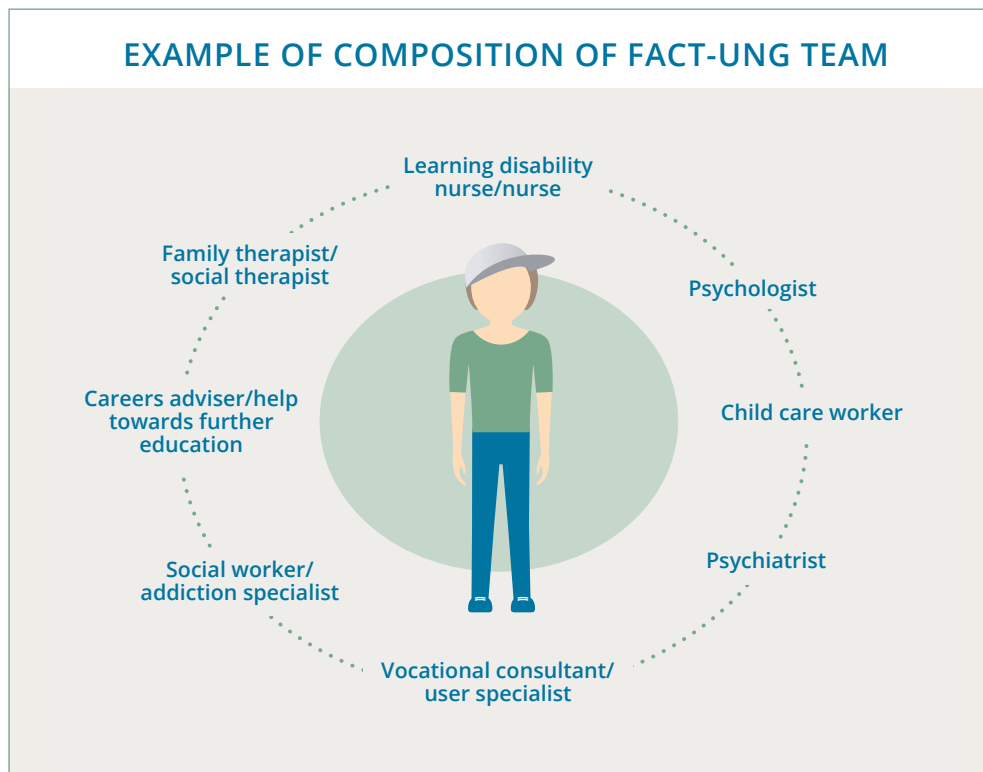 EXAMPLE OF COMPOSITION OF FACT-UNG TEAM
Learning disability
nurse/nurse
Psychologist
Child care worker
Psychiatrist
Vocational consultant/
user specialist
Social worker/
addiction specialist
Careers adviser/help
towards further
education
Family therapist/
social therapist